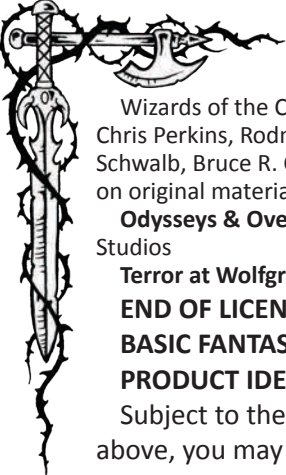 Wizards of the C
Chris Perkins, Rodn
Schwalb, Bruce R. C
on original materia
Odysseys & Ove
Studios
Terror at Wolfgr
END OF LICEN
BASIC FANTAS
PRODUCT IDE
Subject to the
above, you may